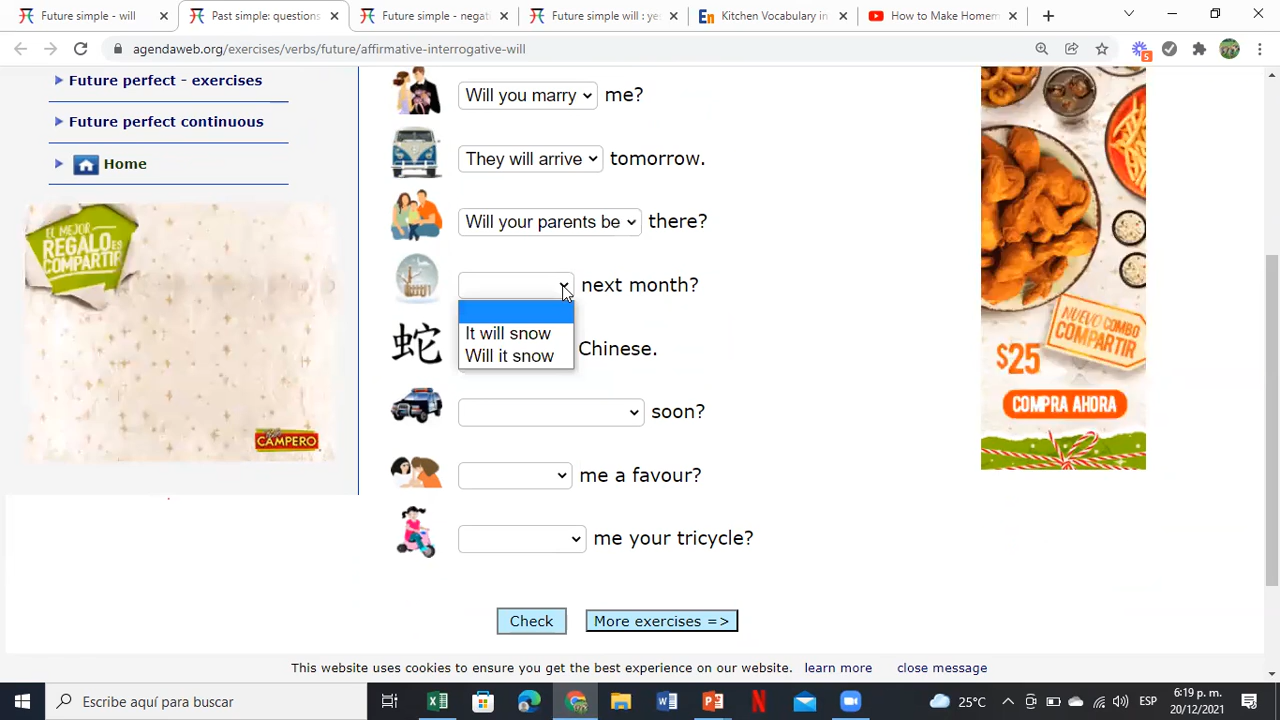 Future simple - will
Past simple: questions
Future simple - negati
Future simple will : ye
Kitchen Vocabulary in
How to Make Homem
agendaweb.org/exercises/verbs/future/affirmative-interrogative-will
5
Future perfect - exercises
Future perfect continuous
Home
EL MEJOR
REGALO ES
COMPARTIR
CAMPERO
Will you marry me?
They will arrive tomorrow.
Will your parents be there?
next month?
It will snow
Will it snow
蛇 Chinese.
soon?
me a favour?
me your tricycle?
Check
More exercises =>
NUEVO COMBO
COMPARTIR
$25
COMPRA AHORA
This website uses cookies to ensure you get the best experience on our website. learn more close message
Escribe aquí para buscar
25°C
ESP
6:19 p. m.
20/12/2021